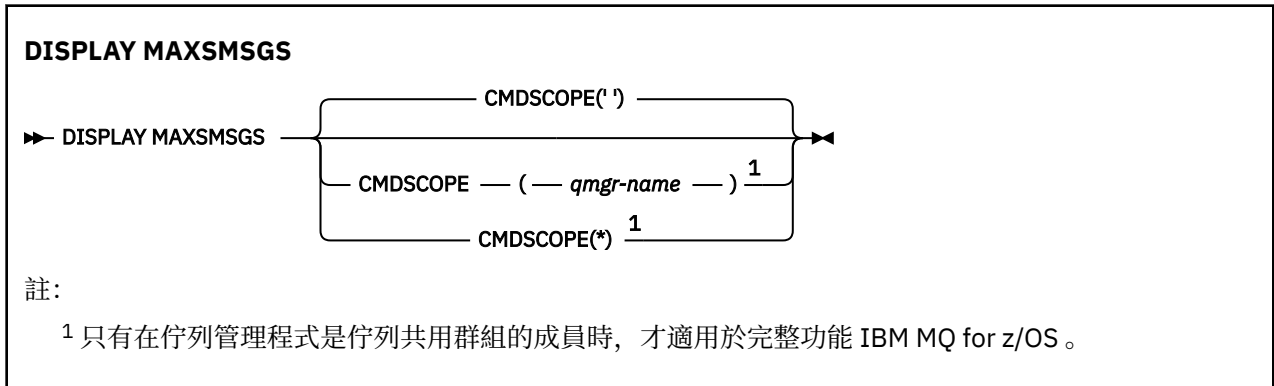 DISPLAY MAXSMSGS
CMDSCOPE(' ')
DISPLAY MAXSMSGS
CMDSCOPE ( qmgr-name ) 1
CMDSCOPE(*) 1
註:
1 只有在佇列管理程式是佇列共用群組的成員時，才適用於完整功能 IBM MQ for z/OS 。